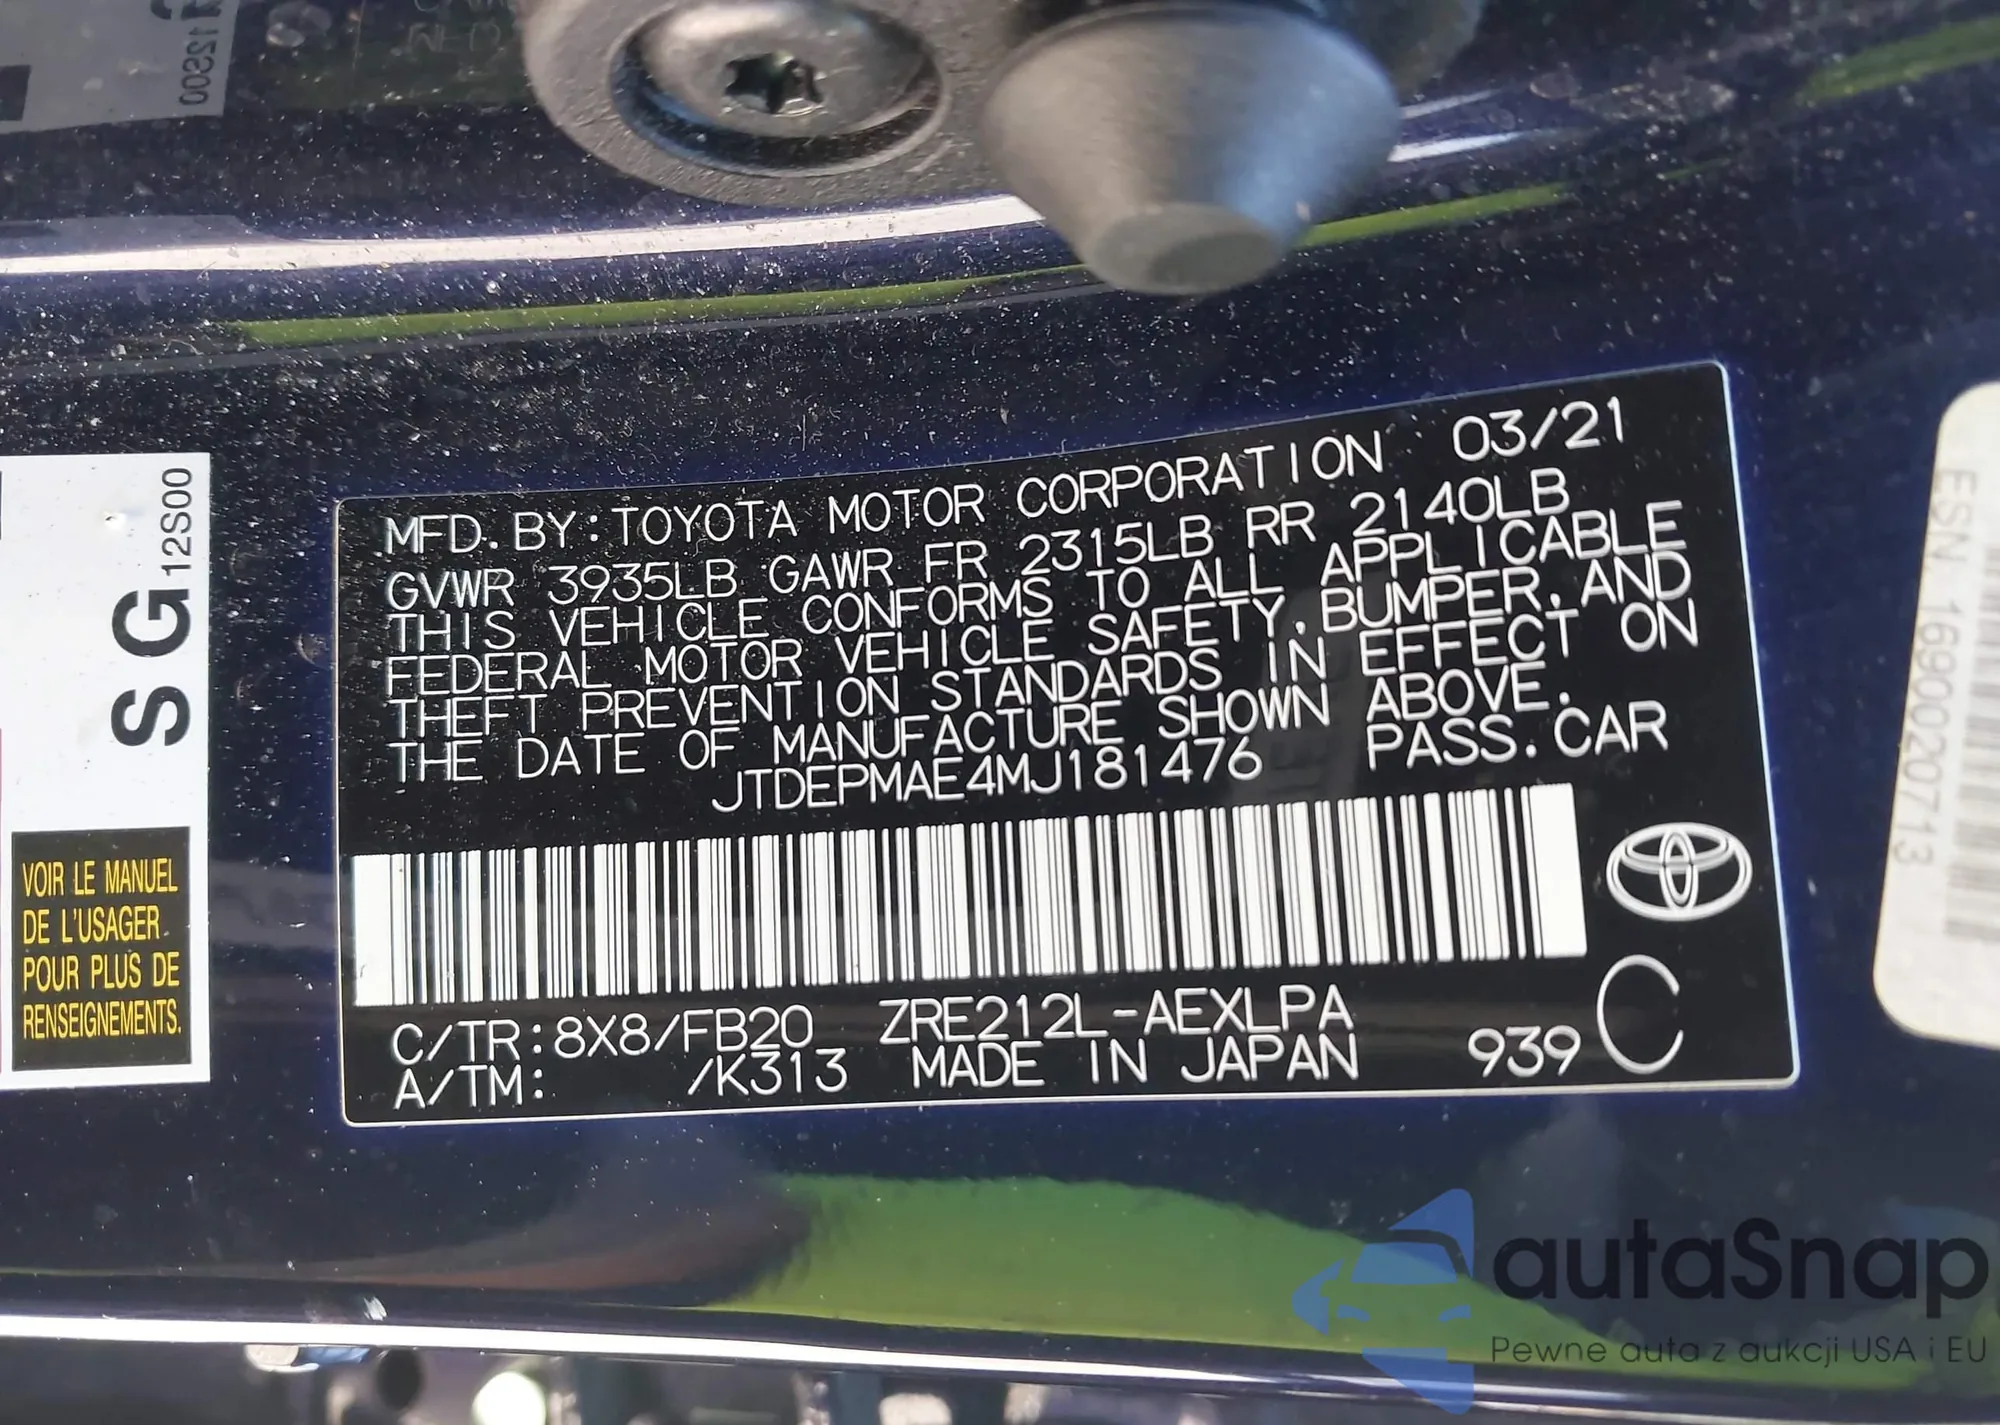 12S00
MFD. BY: TOYOTA MOTOR CORPORATION 03/21
GVWR 3935LB GAWR FR 2315LB RR 2140LB
THIS VEHICLE CONFORMS TO ALL APPLICABLE
FEDERAL MOTOR VEHICLE SAFETY, BUMPER, AND
THEFT PREVENTION STANDARDS IN EFFECT ON
THE DATE OF MANUFACTURE SHOWN ABOVE.
JTDEPMAE4MJ181476 PASS. CAR
C/TR: 8X8/FB20 ZRE212L-AEXLPA
A/TM: /K313 MADE IN JAPAN 939 C
SG 12S00
VOIR LE MANUEL
DE L'USAGER
POUR PLUS DE
RENSEIGNEMENTS.
ESN 1690020713
autaSnap
Pewne auta z aukcji USA i EU